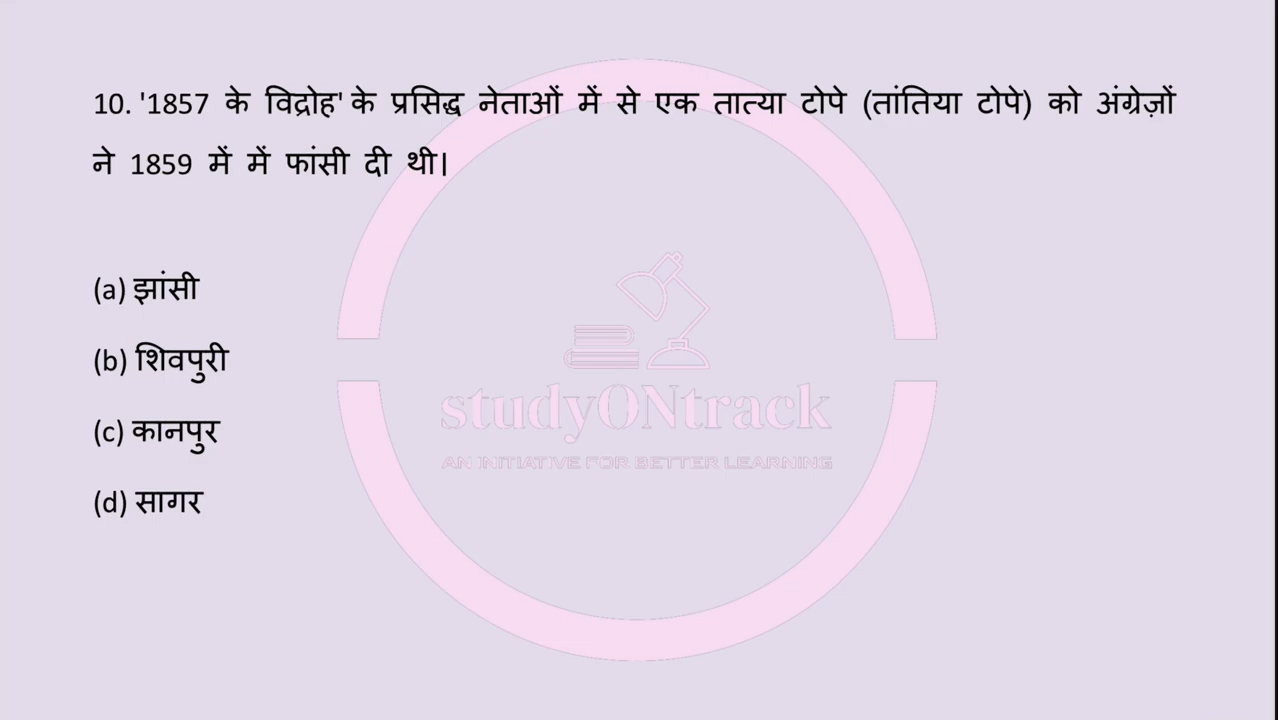 10. '1857 के विद्रोह' के प्रसिद्ध नेताओं में से एक तात्या टोपे (तांतिया टोपे) को अंग्रेज़ों
ने 1859 में में फांसी दी थी।
(a) झांसी
(b) शिवपुरी
(c) कानपुर
(d) सागर
studyONtrack
AN INITIATIVE FOR BETTER LEARNING